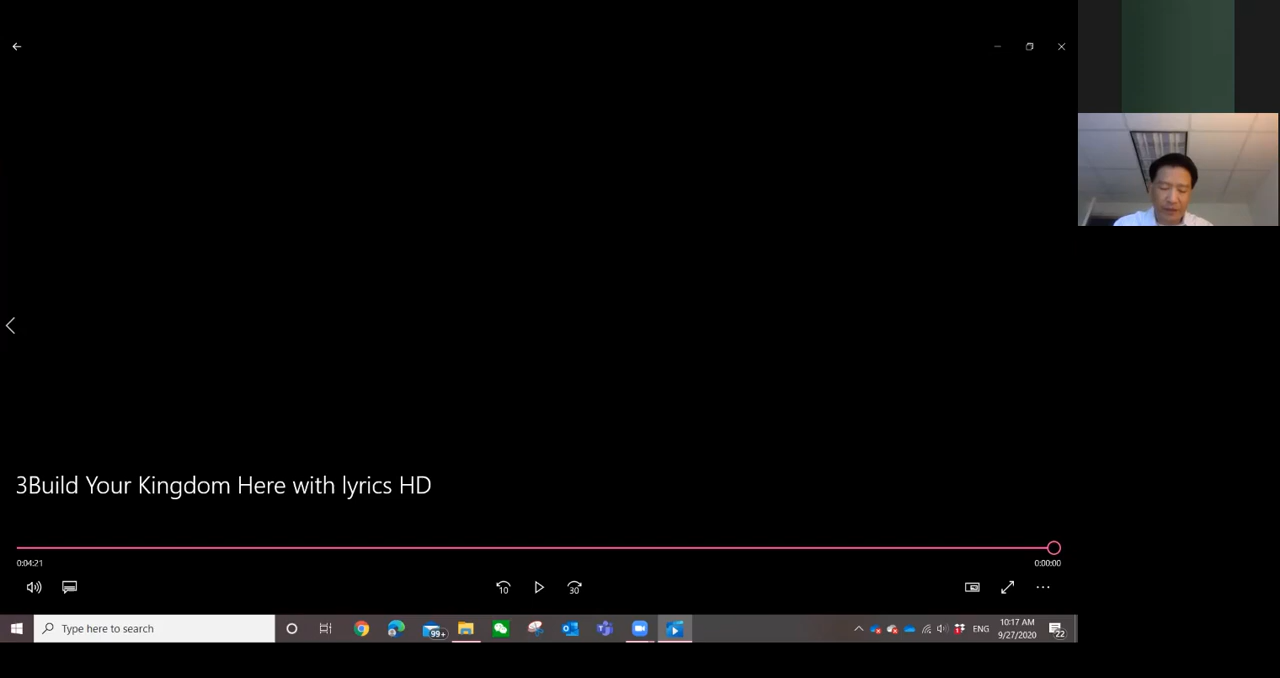 3Build Your Kingdom Here with lyrics HD
0:04:21
0:00:00
10
30
Type here to search
99+
ENG
10:17 AM
9/27/2020
22